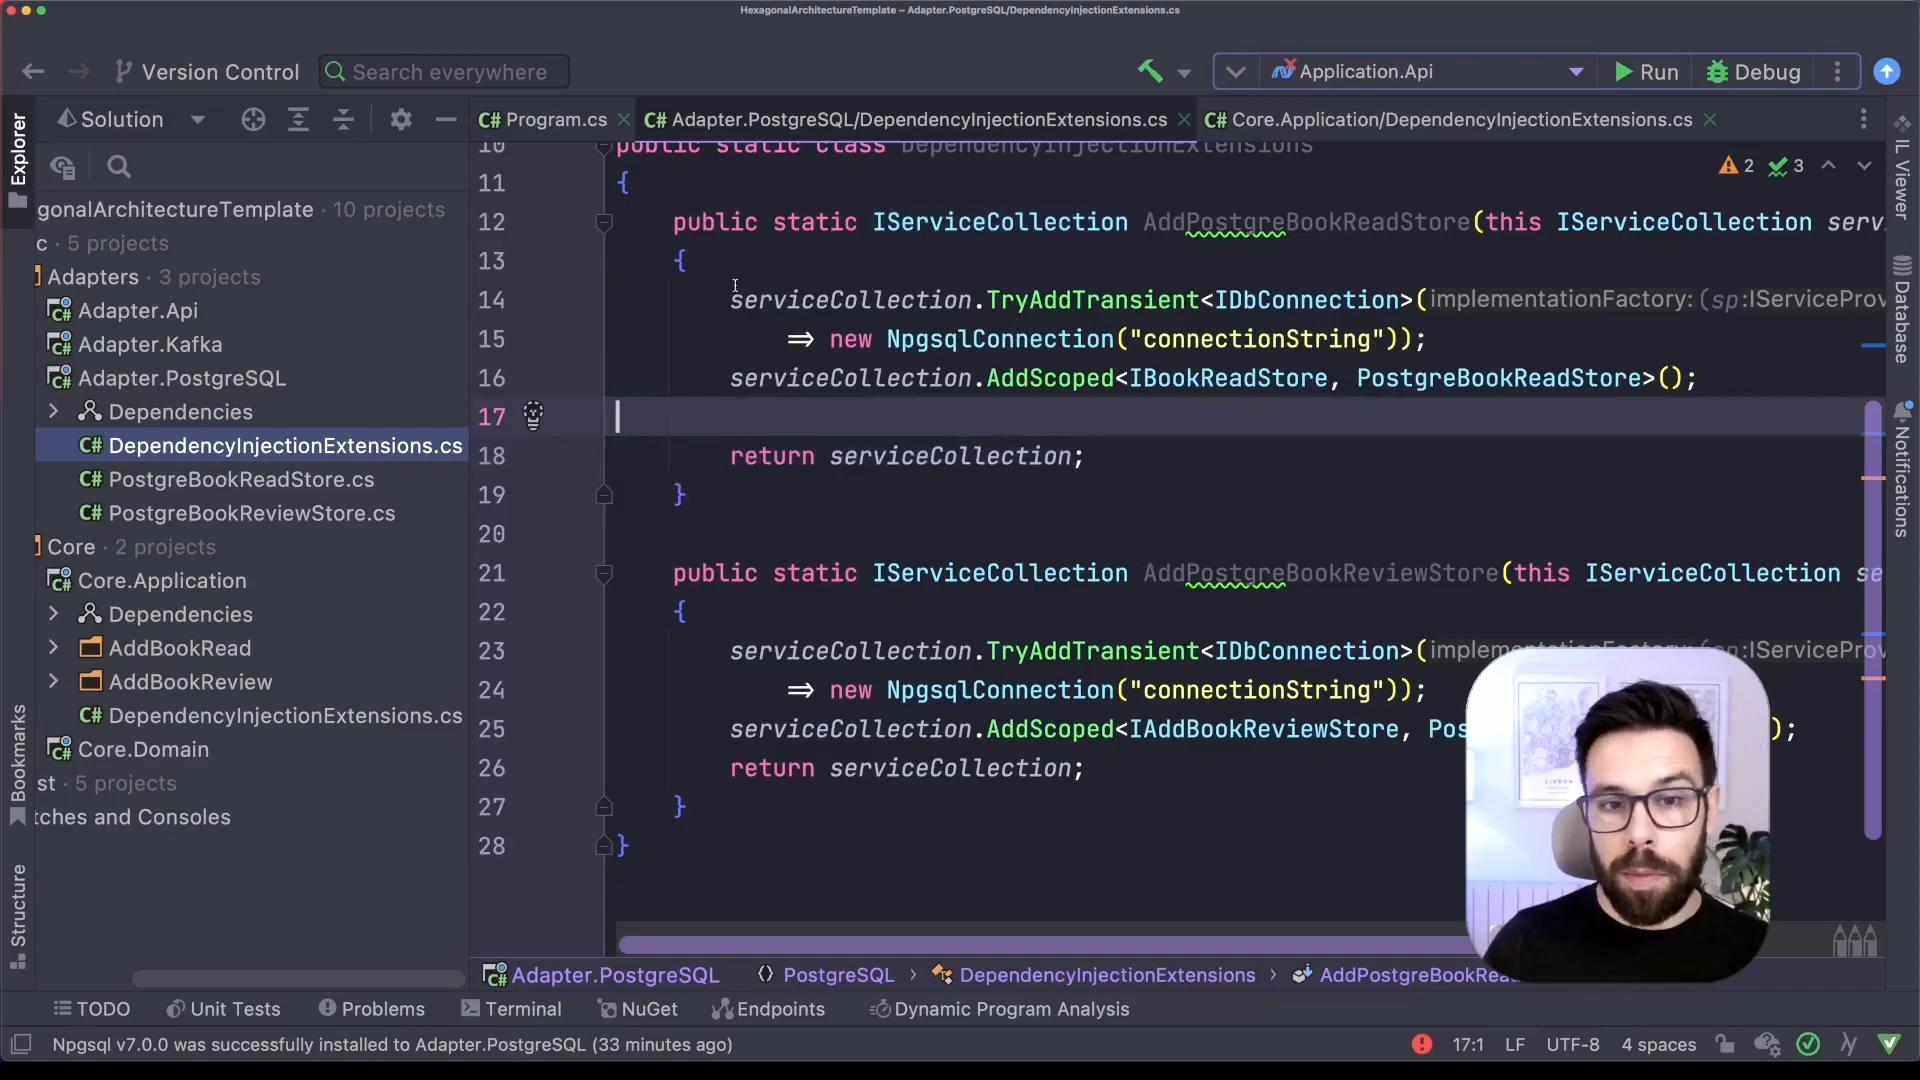 HexagonalArchitectureTemplate – Adapter.PostgreSQL/DependencyInjectionExtensions.cs
Version Control
Search everywhere
Application.Api
Run
Debug
Explorer
Solution
C# Program.cs
C# Adapter.PostgreSQL/DependencyInjectionExtensions.cs
C# Core.Application/DependencyInjectionExtensions.cs
gonalArchitectureTemplate · 10 projects
c · 5 projects
Adapters · 3 projects
Adapter.Api
Adapter.Kafka
Adapter.PostgreSQL
Dependencies
C# DependencyInjectionExtensions.cs
C# PostgreBookReadStore.cs
C# PostgreBookReviewStore.cs
Core · 2 projects
Core.Application
Dependencies
AddBookRead
AddBookReview
C# DependencyInjectionExtensions.cs
Core.Domain
st · 5 projects
tches and Consoles
Bookmarks
Structure
2 3
10 public static class DependencyInjectionExtensions
11 {
12 public static IServiceCollection AddPostgreBookReadStore(this IServiceCollection serv
13 {
14 serviceCollection.TryAddTransient<IDbConnection>(implementationFactory: (sp:IServiceProv
15 => new NpgsqlConnection("connectionString"));
16 serviceCollection.AddScoped<IBookReadStore, PostgreBookReadStore>();
17
18 return serviceCollection;
19 }
20
21 public static IServiceCollection AddPostgreBookReviewStore(this IServiceCollection se
22 {
23 serviceCollection.TryAddTransient<IDbConnection>(impleme :IServiceProv
24 => new NpgsqlConnection("connectionString"));
25 serviceCollection.AddScoped<IAddBookReviewStore, Pos );
26 return serviceCollection;
27 }
28 }
IL Viewer
Database
Notifications
Adapter.PostgreSQL
PostgreSQL › DependencyInjectionExtensions › AddPostgreBookRea
TODO
Unit Tests
Problems
Terminal
NuGet
Endpoints
Dynamic Program Analysis
Npgsql v7.0.0 was successfully installed to Adapter.PostgreSQL (33 minutes ago)
17:1
LF
UTF-8
4 spaces